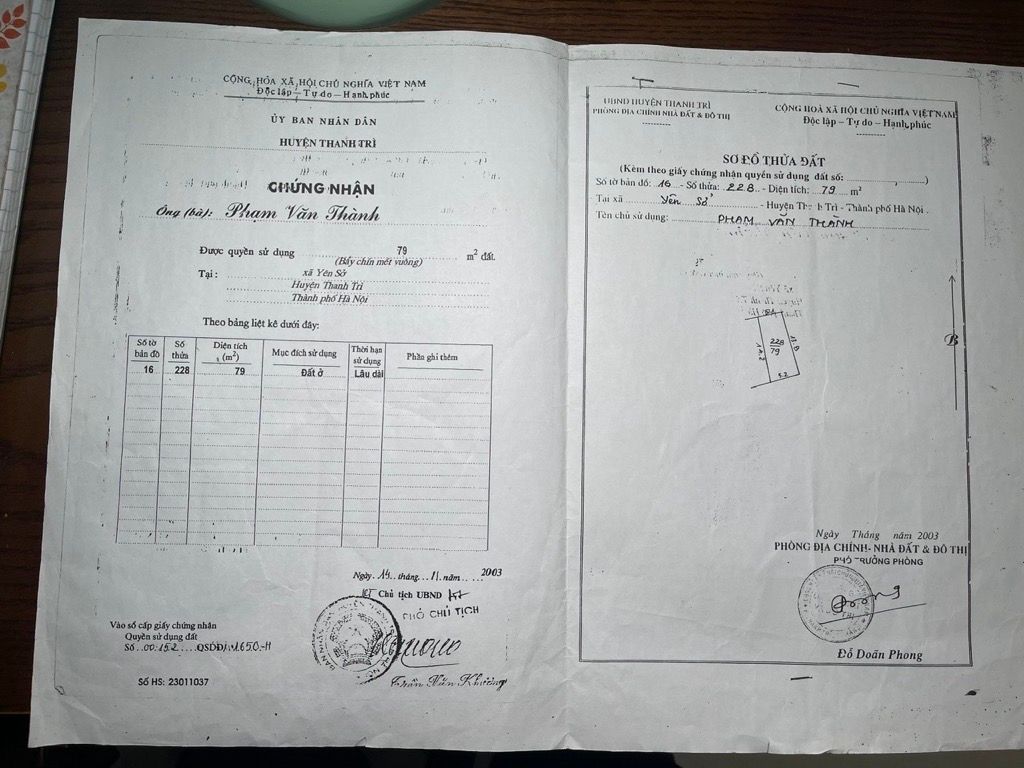 CỘNG HÒA XÃ HỘI CHỦ NGHĨA VIỆT NAM
Độc lập – Tự do – Hạnh phúc
ỦY BAN NHÂN DÂN
HUYỆN THANH TRÌ
CHỨNG NHẬN
Ông (bà): Phạm Văn Thành
Được quyền sử dụng 79 m² đất.
(Bẩy chín mét vuông)
Tại : xã Yên Sở
Huyện Thanh Trì
Thành phố Hà Nội
Theo bảng liệt kê dưới đây:
Số tờ bản đồ Số thửa Diện tích (m²) Mục đích sử dụng Thời hạn sử dụng Phần ghi thêm
16 228 79 Đất ở Lâu dài
Ngày 14 tháng 11 năm 2003
Chủ tịch UBND
PHÓ CHỦ TỊCH
Vào sổ cấp giấy chứng nhận
Quyền sử dụng đất
Số 00152 QSDĐ
Số HS: 23011037
UBND HUYỆN THANH TRÌ
PHÒNG ĐỊA CHÍNH NHÀ ĐẤT & ĐÔ THỊ
CỘNG HOÀ XÃ HỘI CHỦ NGHĨA VIỆT NAM
Độc lập – Tự do – Hạnh phúc
SƠ ĐỒ THỬA ĐẤT
(Kèm theo giấy chứng nhận quyền sử dụng đất số: )
Số tờ bản đồ: 16 - Số thửa: 228 - Diện tích: 79 m²
Tại xã Yên Sở - Huyện Thanh Trì - Thành phố Hà Nội
Tên chủ sử dụng: PHẠM VĂN THÀNH
228
79
14,2
5.2
B
Ngày Tháng năm 2003
PHÒNG ĐỊA CHÍNH- NHÀ ĐẤT & ĐÔ THỊ
PHÓ TRƯỞNG PHÒNG
Đỗ Doãn Phong